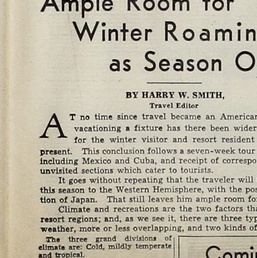 Ample Room for
Winter Roamin
as Season O
BY HARRY W. SMITH,
Travel Editor
AT no time since travel became an American
vacationing a fixture has there been wider
for the winter visitor and resort resident
present. This conclusion follows a seven-week tour
including Mexico and Cuba, and receipt of correspo
unvisited sections which cater to tourists.
It goes without repeating that the traveler will
this season to the Western Hemisphere, with the pos
tion of Japan. That still leaves him ample room fo
Climate and recreations are the two factors tha
resort regions; and, as we see it, there are three typ
weather, more or less overlapping, and two kinds of
The three grand divisions of
climate are: Cold, mildly temperate
and tropical.
Comi